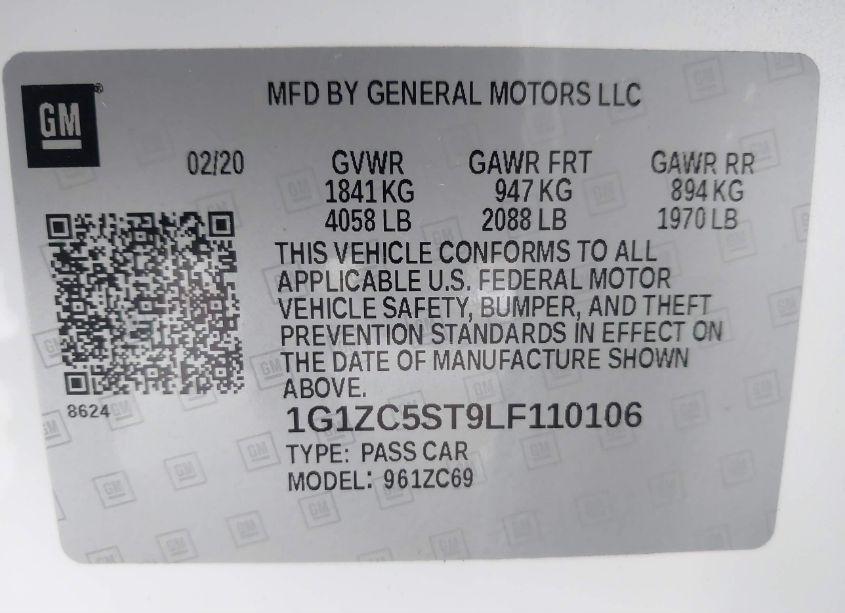 GM®
MFD BY GENERAL MOTORS LLC
02/20 GVWR GAWR FRT GAWR RR
1841 KG 947 KG 894 KG
4058 LB 2088 LB 1970 LB
THIS VEHICLE CONFORMS TO ALL
APPLICABLE U.S. FEDERAL MOTOR
VEHICLE SAFETY, BUMPER, AND THEFT
PREVENTION STANDARDS IN EFFECT ON
THE DATE OF MANUFACTURE SHOWN
ABOVE.
8624
1G1ZC5ST9LF110106
TYPE: PASS CAR
MODEL: 961ZC69